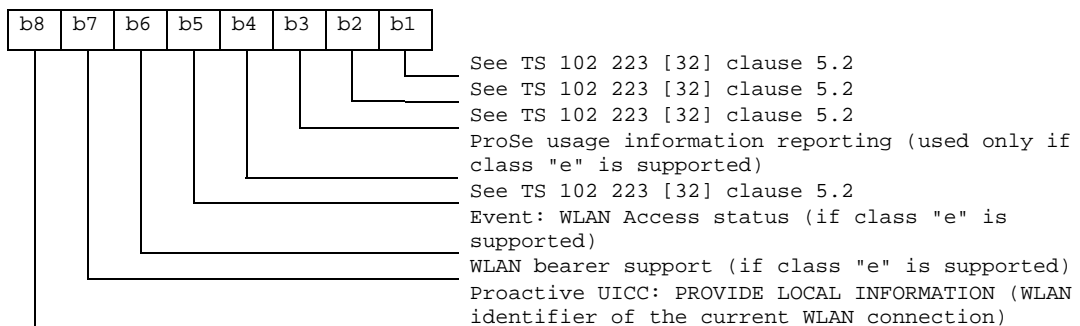 b8 b7 b6 b5 b4 b3 b2 b1
See TS 102 223 [32] clause 5.2
See TS 102 223 [32] clause 5.2
See TS 102 223 [32] clause 5.2
ProSe usage information reporting (used only if
class "e" is supported)
See TS 102 223 [32] clause 5.2
Event: WLAN Access status (if class "e" is
supported)
WLAN bearer support (if class "e" is supported)
Proactive UICC: PROVIDE LOCAL INFORMATION (WLAN
identifier of the current WLAN connection)